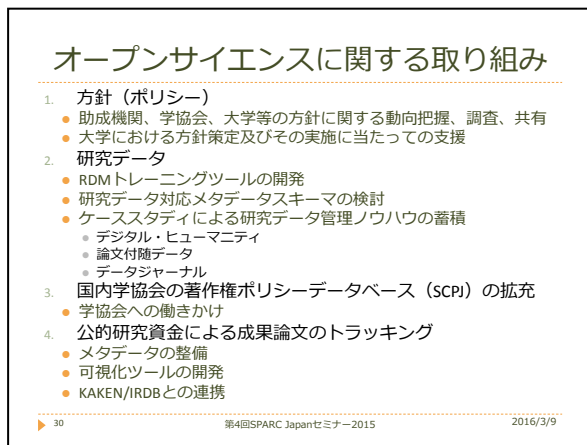 オープンサイエンスに関する取り組み
1. 方針（ポリシー）
助成機関、学協会、大学等の方針に関する動向把握、調査、共有
大学における方針策定及びその実施に当たっての支援
2. 研究データ
RDMトレーニングツールの開発
研究データ対応メタデータスキーマの検討
ケーススタディによる研究データ管理ノウハウの蓄積
デジタル・ヒューマニティ
論文付随データ
データジャーナル
3. 国内学協会の著作権ポリシーデータベース（SCPJ）の拡充
学協会への働きかけ
4. 公的研究資金による成果論文のトラッキング
メタデータの整備
可視化ツールの開発
KAKEN/IRDBとの連携
30 第4回SPARC Japanセミナー2015 2016/3/9